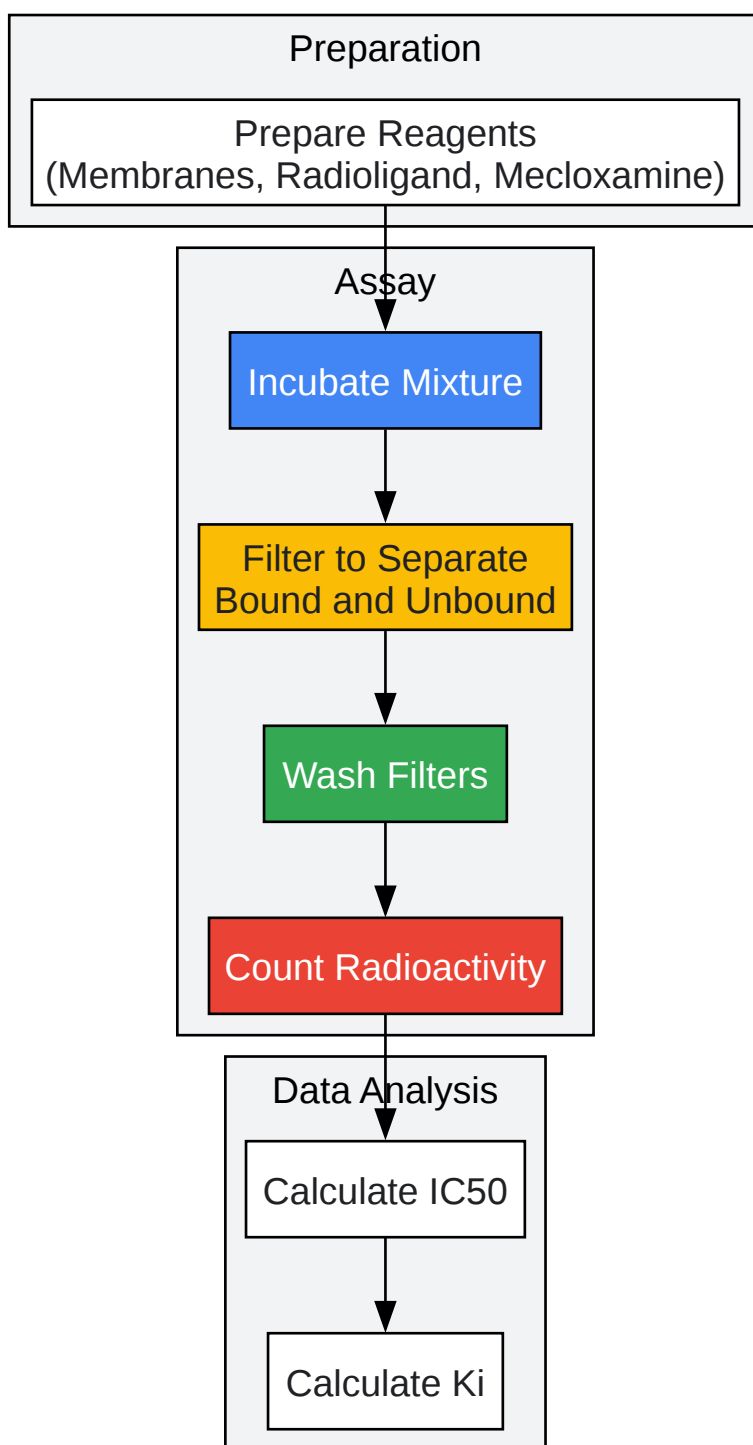 Preparation
Prepare Reagents
(Membranes, Radioligand, Mecloxamine)
Assay
Incubate Mixture
Filter to Separate
Bound and Unbound
Wash Filters
Count Radioactivity
Data Analysis
Calculate IC50
Calculate Ki